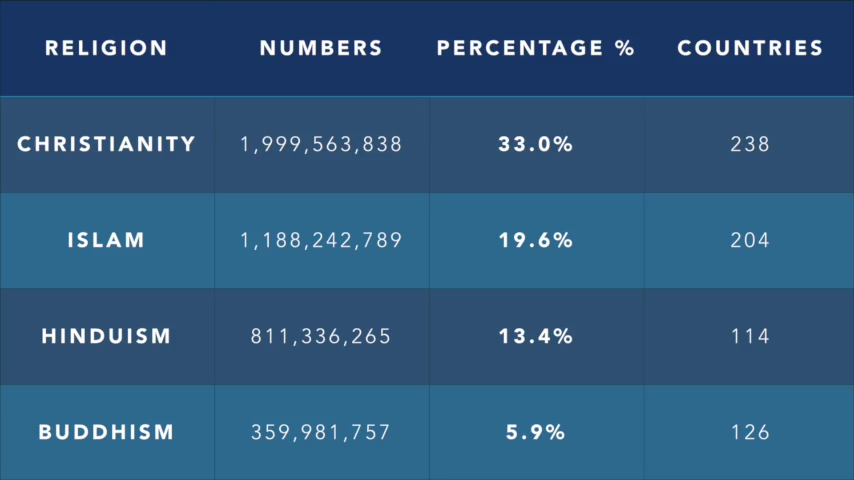 RELIGION NUMBERS PERCENTAGE % COUNTRIES
CHRISTIANITY 1,999,563,838 33.0% 238
ISLAM 1,188,242,789 19.6% 204
HINDUISM 811,336,265 13.4% 114
BUDDHISM 359,981,757 5.9% 126